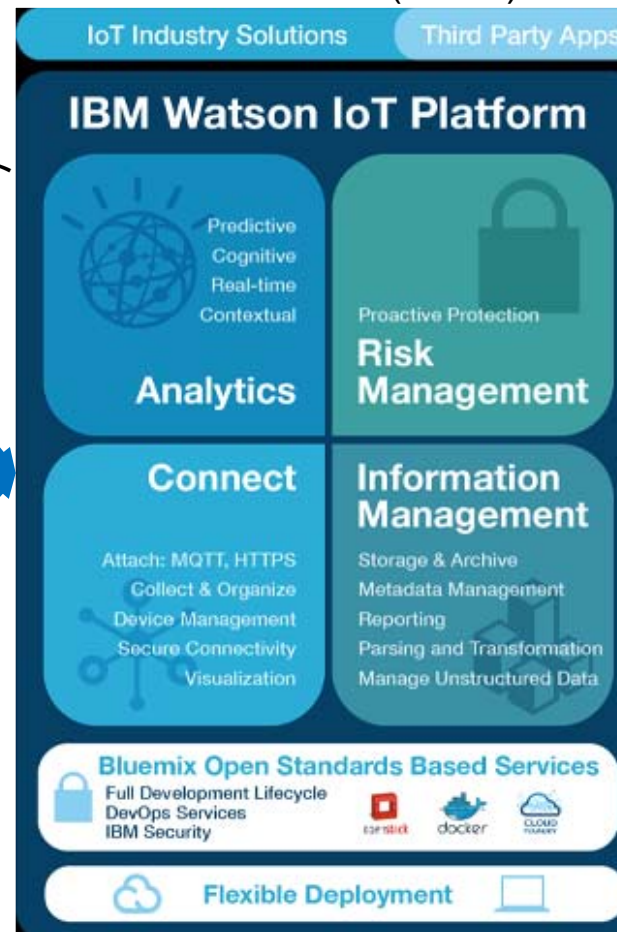 IoT Industry Solutions
Third Party Apps
IBM Watson IoT Platform
Predictive
Cognitive
Real-time
Contextual
Analytics
Proactive Protection
Risk
Management
Connect
Attach: MQTT, HTTPS
Collect & Organize
Device Management
Secure Connectivity
Visualization
Information
Management
Storage & Archive
Metadata Management
Reporting
Parsing and Transformation
Manage Unstructured Data
Bluemix Open Standards Based Services
Full Development Lifecycle
DevOps Services
IBM Security
openstack
docker
CLOUD
FOUNDRY
Flexible Deployment